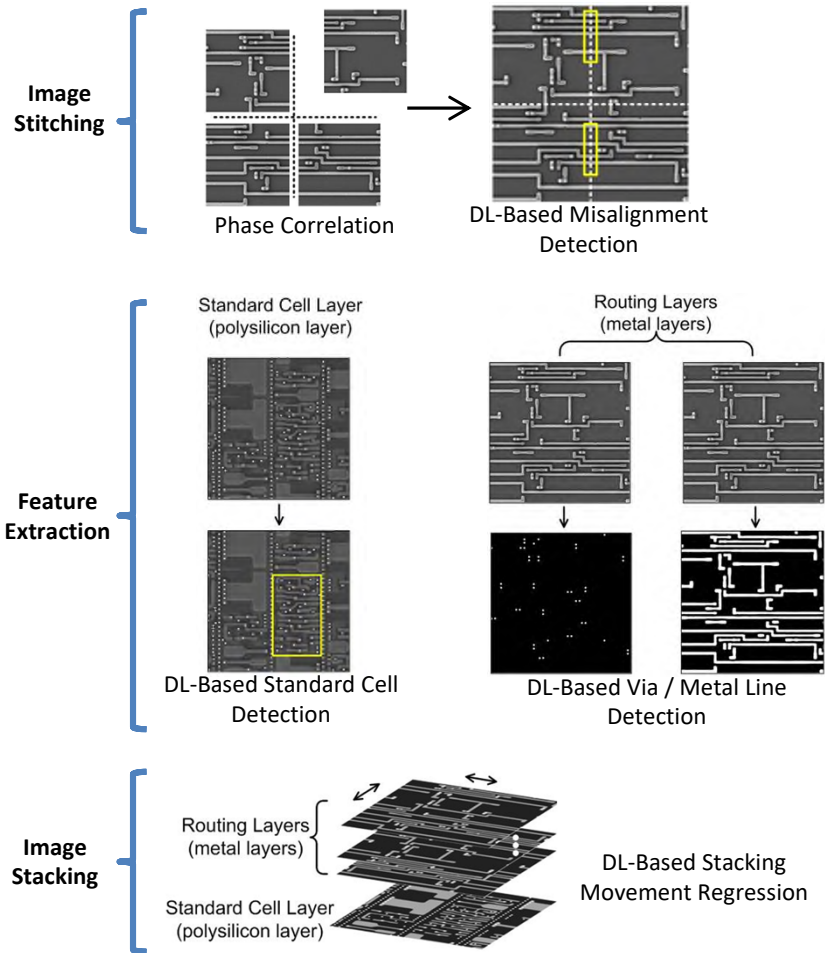 Image
Stitching
Phase Correlation
DL-Based Misalignment
Detection
Feature
Extraction
Standard Cell Layer
(polysilicon layer)
Routing Layers
(metal layers)
DL-Based Standard Cell
Detection
DL-Based Via / Metal Line
Detection
Image
Stacking
Routing Layers
(metal layers)
Standard Cell Layer
(polysilicon layer)
DL-Based Stacking
Movement Regression